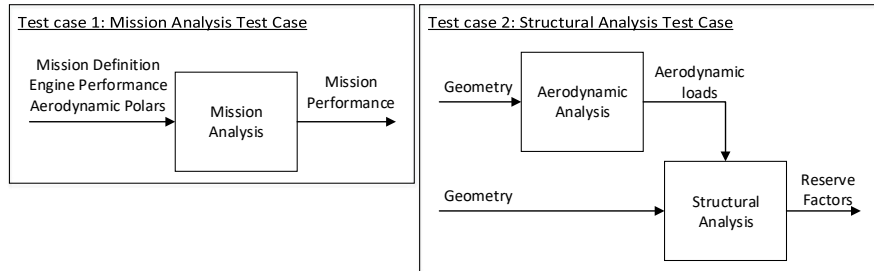 Test case 1: Mission Analysis Test Case
Mission Definition
Engine Performance
Aerodynamic Polars
Mission
Analysis
Mission
Performance
Test case 2: Structural Analysis Test Case
Geometry
Aerodynamic
Analysis
Aerodynamic
loads
Geometry
Structural
Analysis
Reserve
Factors